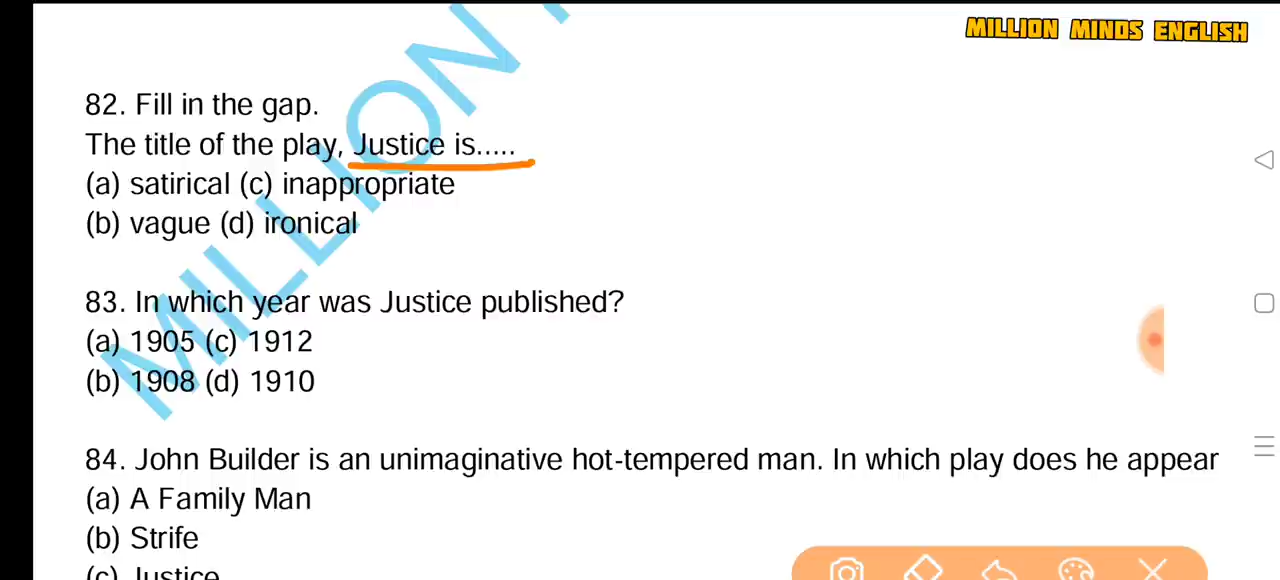 MILLION MINDS ENGLISH
82. Fill in the gap.
The title of the play, Justice is.....
(a) satirical (c) inappropriate
(b) vague (d) ironical
83. In which year was Justice published?
(a) 1905 (c) 1912
(b) 1908 (d) 1910
84. John Builder is an unimaginative hot-tempered man. In which play does he appear
(a) A Family Man
(b) Strife
(c) Justice
MILLION